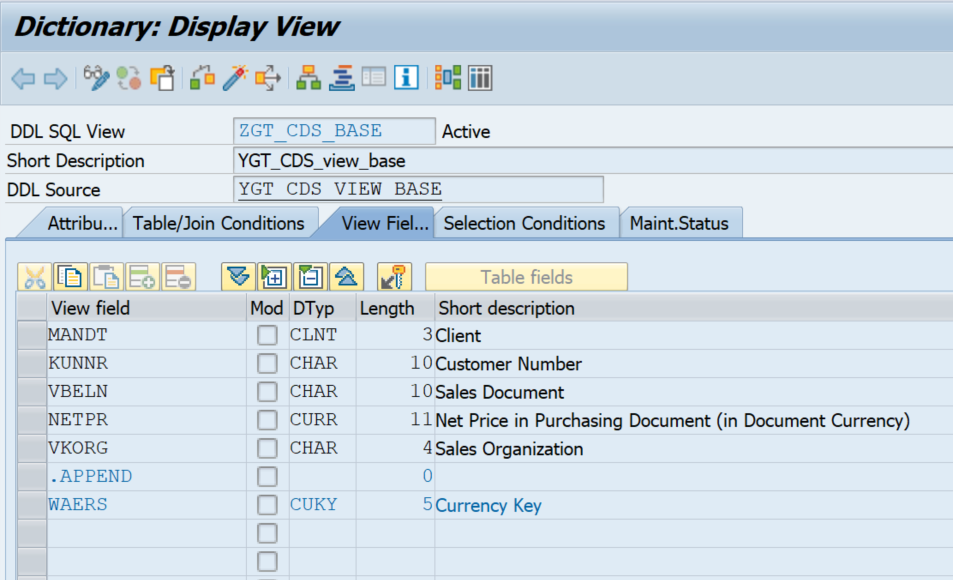 Dictionary: Display View
DDL SQL View ZGT_CDS_BASE Active
Short Description YGT_CDS_view_base
DDL Source YGT_CDS_VIEW_BASE
Attribu... Table/Join Conditions View Fiel... Selection Conditions Maint.Status
Table fields
View field Mod DTyp Length Short description
MANDT CLNT 3 Client
KUNNR CHAR 10 Customer Number
VBELN CHAR 10 Sales Document
NETPR CURR 11 Net Price in Purchasing Document (in Document Currency)
VKORG CHAR 4 Sales Organization
.APPEND 0
WAERS CUKY 5 Currency Key